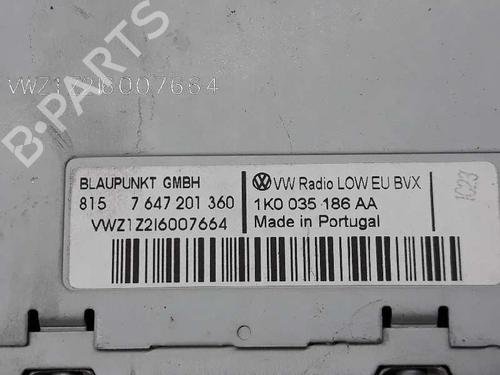 VWZ1Z2I6007664
B-PARTS
BLAUPUNKT GMBH
815 7 647 201 360
VWZ1Z2I6007664
VW Radio LOW EU BVX
1K0 035 186 AA
Made in Portugal
1C23